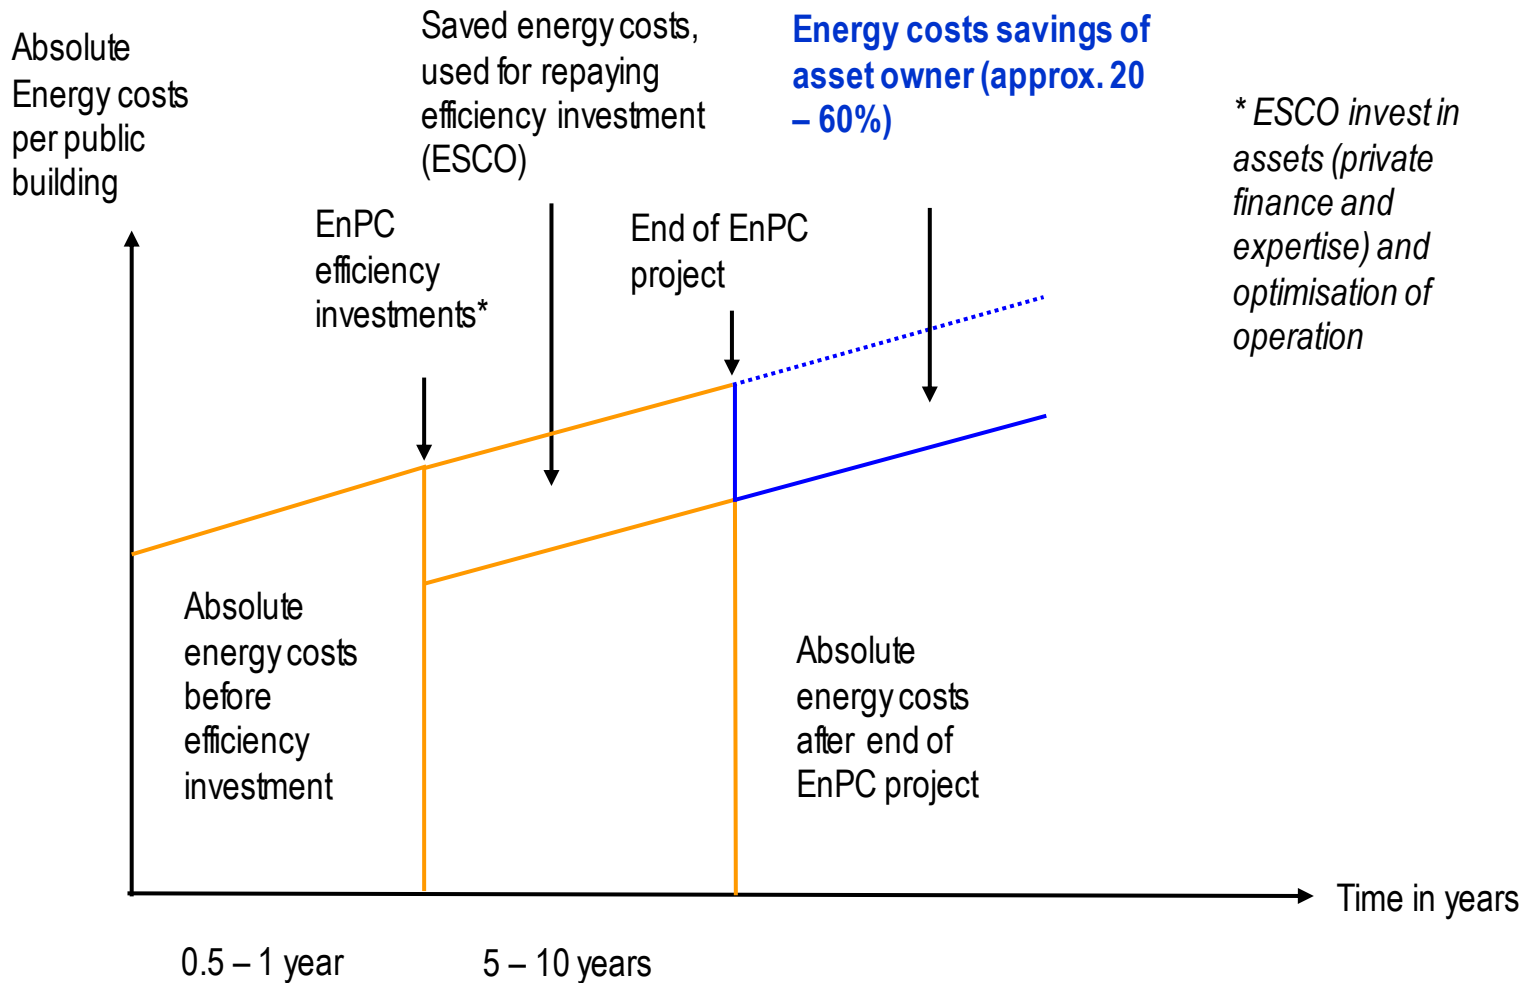 Absolute
Energy costs
per public
building
Saved energy costs,
used for repaying
efficiency investment
(ESCO)
Energy costs savings of
asset owner (approx. 20
– 60%)
* ESCO invest in
assets (private
finance and
expertise) and
optimisation of
operation
EnPC
efficiency
investments*
End of EnPC
project
Absolute
energy costs
before
efficiency
investment
Absolute
energy costs
after end of
EnPC project
Time in years
0.5 – 1 year
5 – 10 years